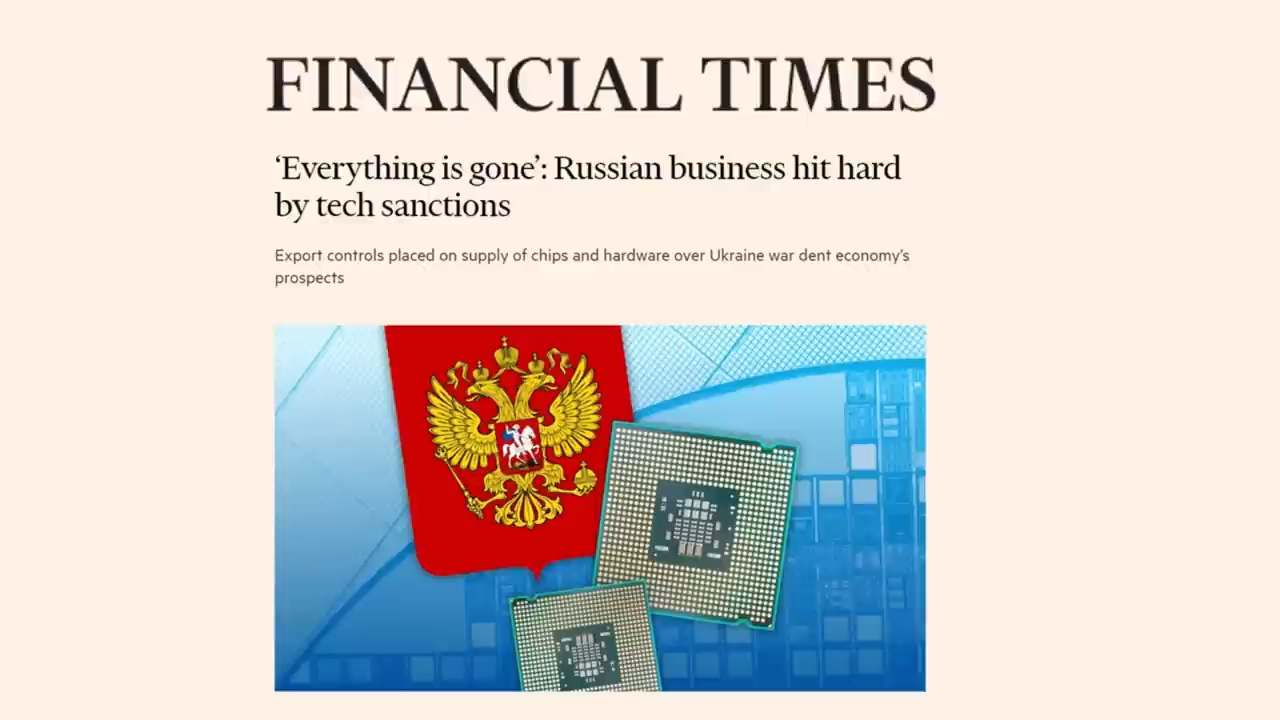 FINANCIAL TIMES
‘Everything is gone’: Russian business hit hard
by tech sanctions
Export controls placed on supply of chips and hardware over Ukraine war dent economy’s
prospects